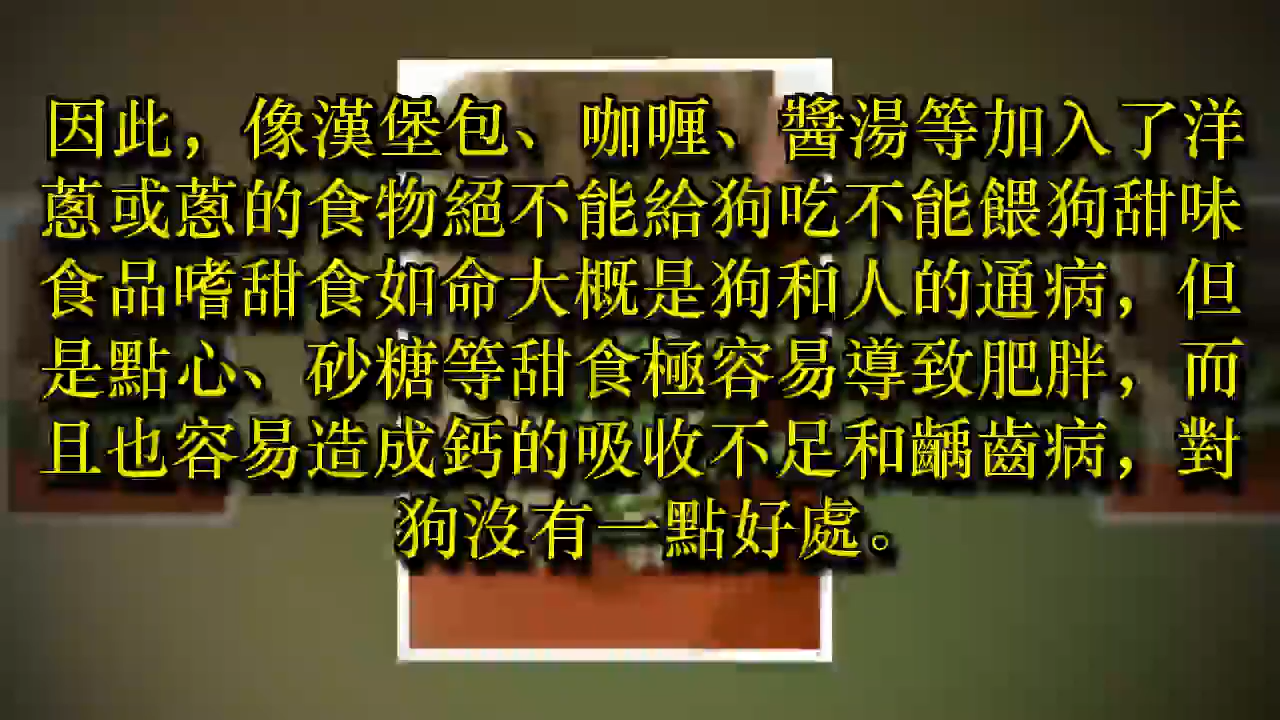 因此，像漢堡包、咖喱、醬湯等加入了洋
蔥或蔥的食物絕不能給狗吃不能餵狗甜味
食品嗜甜食如命大概是狗和人的通病，但
是點心、砂糖等甜食極容易導致肥胖，而
且也容易造成鈣的吸收不足和齲齒病，對
狗沒有一點好處。